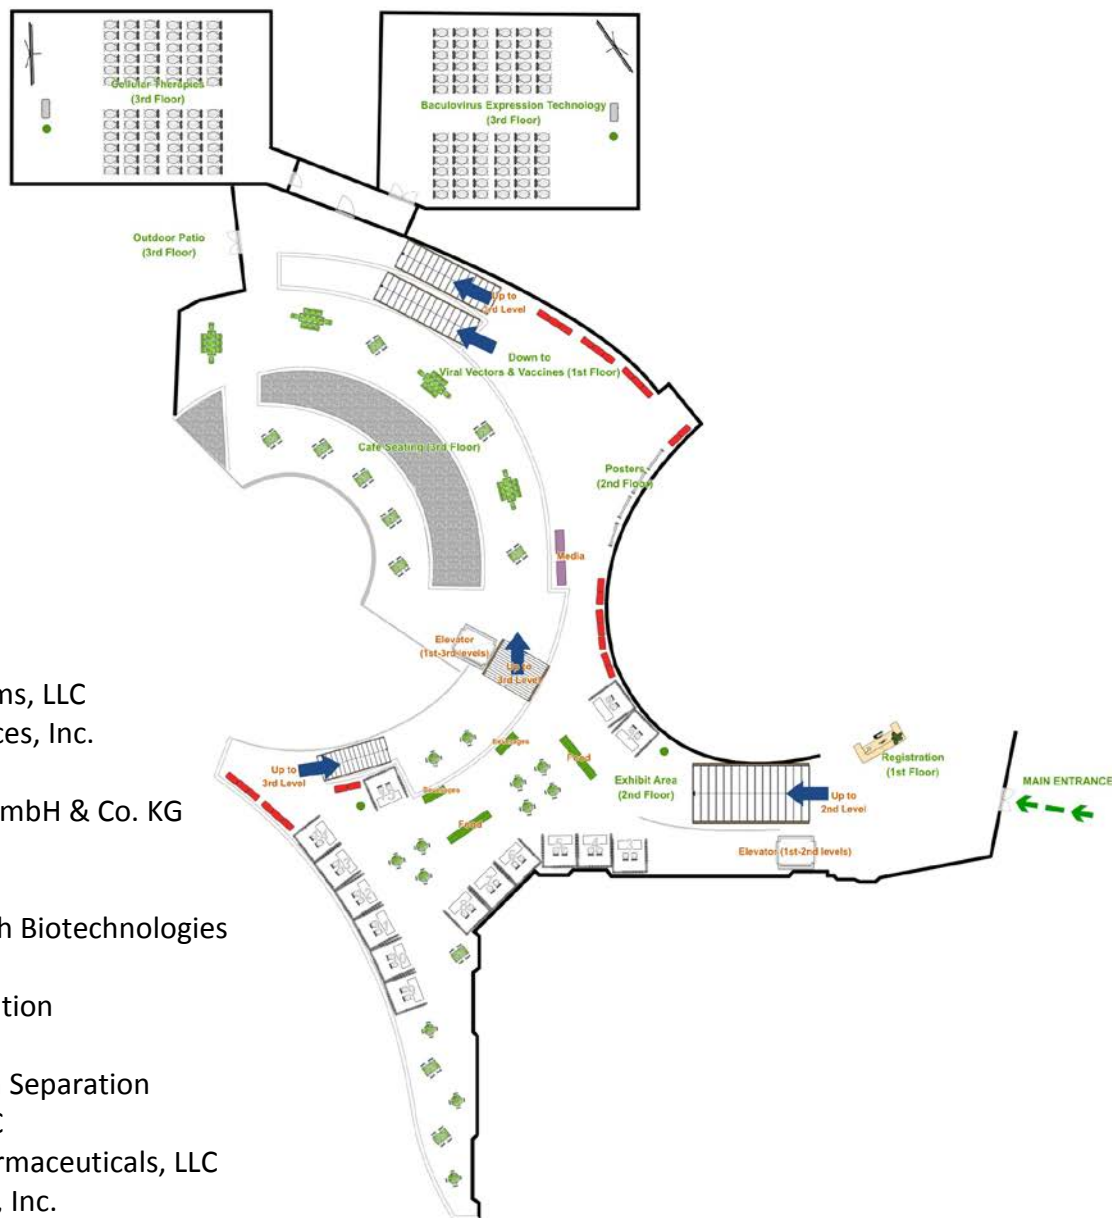 Cellular Therapies
(3rd Floor)
Baculovirus Expression Technology
(3rd Floor)
Outdoor Patio
(3rd Floor)
Up to
3rd Level
Down to
Viral Vectors & Vaccines (1st Floor)
Cafe Seating (3rd Floor)
Posters
(2nd Floor)
Media
Elevator
(1st-3rd levels)
Up to
3rd Level
ms, LLC
ces, Inc.
mbH & Co. KG
h Biotechnologies
tion
Separation
C
rmaceuticals, LLC
, Inc.
Up to
3rd Level
Beverages
Food
Beverages
Food
Exhibit Area
(2nd Floor)
Registration
(1st Floor)
MAIN ENTRANCE
Up to
2nd Level
Elevator (1st-2nd levels)